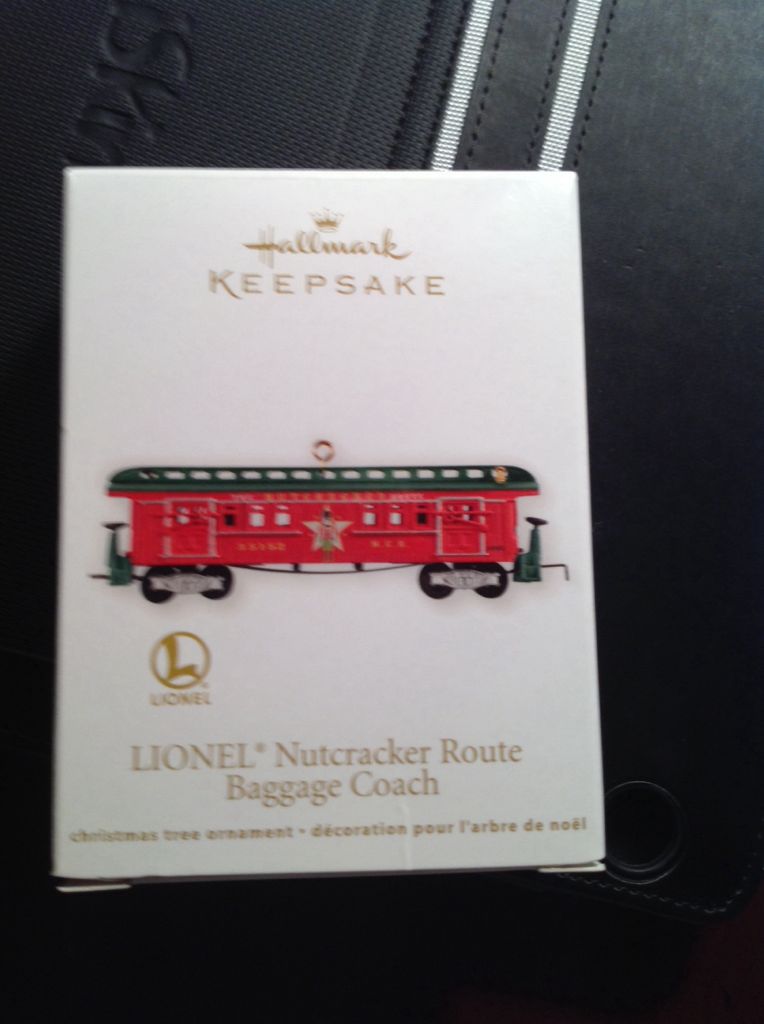 Hallmark
KEEPSAKE
LIONEL
LIONEL® Nutcracker Route
Baggage Coach
christmas tree ornament • décoration pour l'arbre de noël